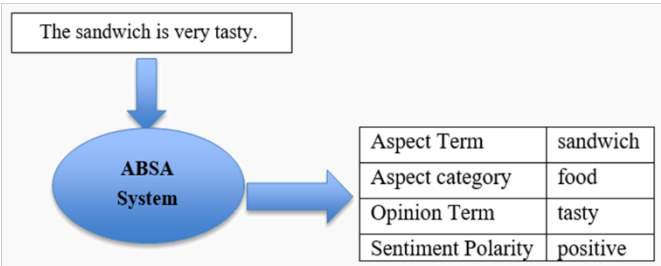 The sandwich is very tasty.
ABSA
System
Aspect Term sandwich
Aspect category food
Opinion Term tasty
Sentiment Polarity positive